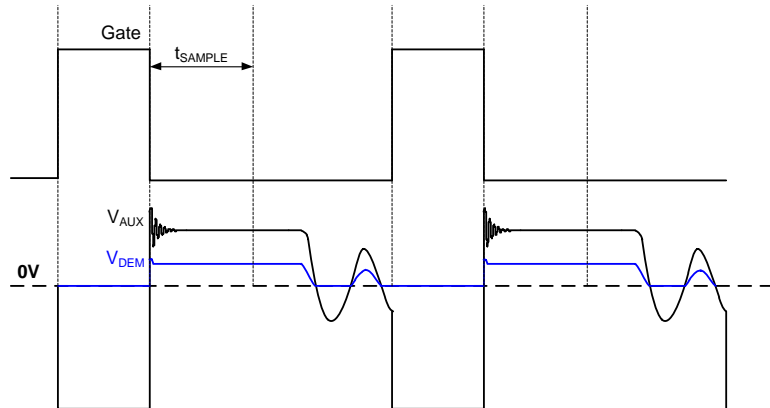 Gate
tSAMPLE
VAUX
VDEM
0V